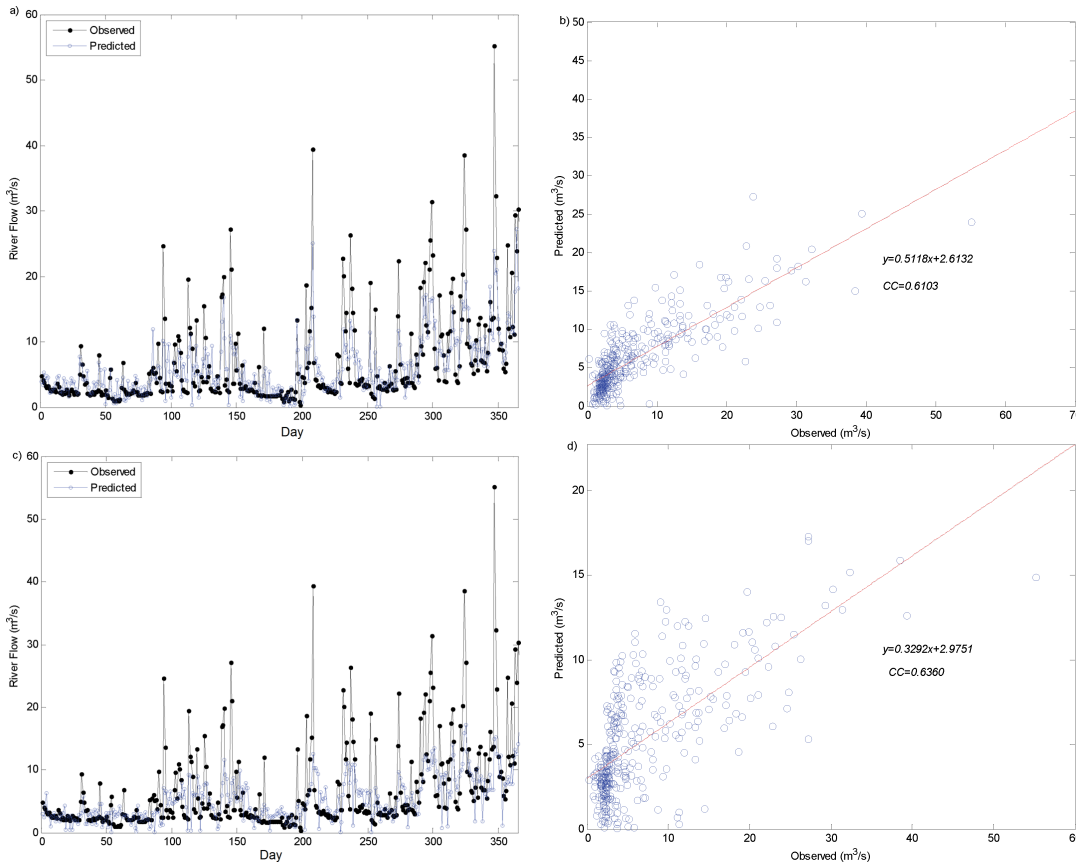 a)
60
50
40
30
20
10
0
River Flow (m³/s)
Observed
Predicted
0 50 100 150 200 250 300 350
Day
b)
50
45
40
35
30
25
20
15
10
5
0
Predicted (m³/s)
y=0.5118x+2.6132
CC=0.6103
0 10 20 30 40 50 60
Observed (m³/s)
c)
60
50
40
30
20
10
0
River Flow (m³/s)
Observed
Predicted
0 50 100 150 200 250 300 350
Day
d)
20
15
10
5
0
Predicted (m³/s)
y=0.3292x+2.9751
CC=0.6360
0 10 20 30 40 50
Observed (m³/s)